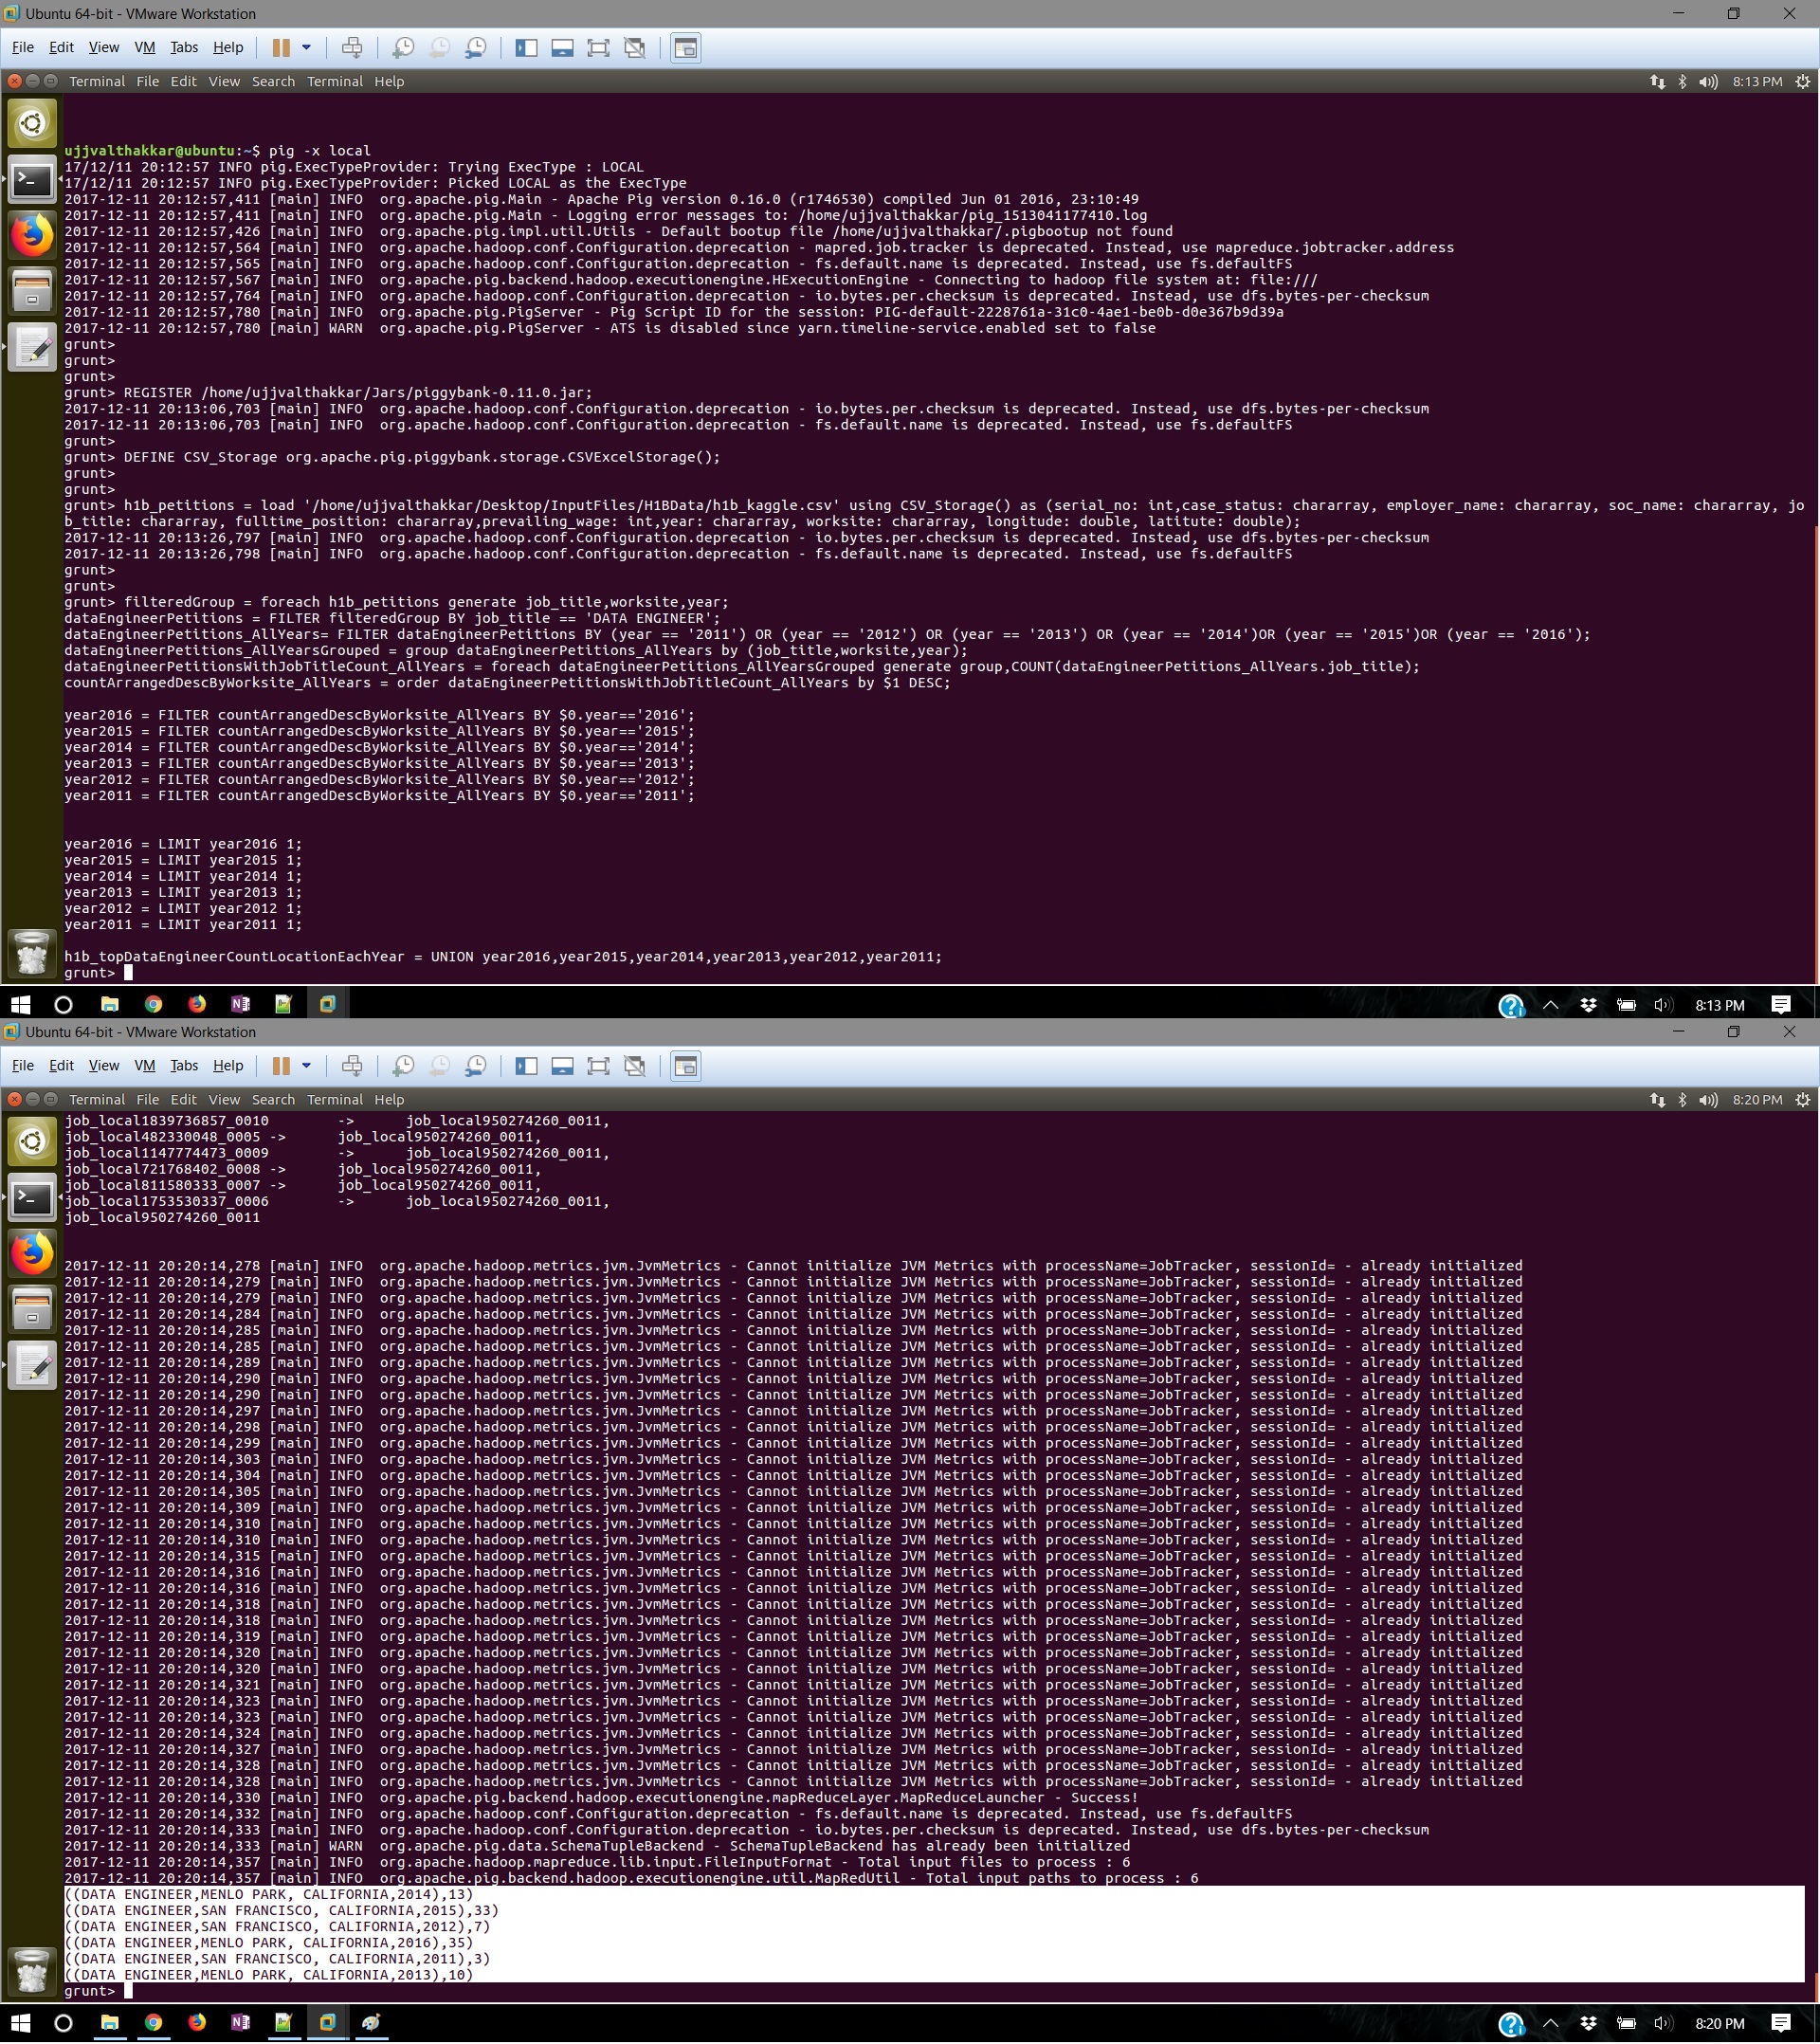 Ubuntu 64-bit - VMware Workstation
File Edit View VM Tabs Help
Terminal File Edit View Search Terminal Help 8:13 PM
ujjvalthakkar@ubuntu:~$ pig -x local
17/12/11 20:12:57 INFO pig.ExecTypeProvider: Trying ExecType : LOCAL
17/12/11 20:12:57 INFO pig.ExecTypeProvider: Picked LOCAL as the ExecType
2017-12-11 20:12:57,411 [main] INFO  org.apache.pig.Main - Apache Pig version 0.16.0 (r1746530) compiled Jun 01 2016, 23:10:49
2017-12-11 20:12:57,411 [main] INFO  org.apache.pig.Main - Logging error messages to: /home/ujjvalthakkar/pig_1513041177410.log
2017-12-11 20:12:57,426 [main] INFO  org.apache.pig.impl.util.Utils - Default bootup file /home/ujjvalthakkar/.pigbootup not found
2017-12-11 20:12:57,564 [main] INFO  org.apache.hadoop.conf.Configuration.deprecation - mapred.job.tracker is deprecated. Instead, use mapreduce.jobtracker.address
2017-12-11 20:12:57,565 [main] INFO  org.apache.hadoop.conf.Configuration.deprecation - fs.default.name is deprecated. Instead, use fs.defaultFS
2017-12-11 20:12:57,567 [main] INFO  org.apache.pig.backend.hadoop.executionengine.HExecutionEngine - Connecting to hadoop file system at: file:///
2017-12-11 20:12:57,764 [main] INFO  org.apache.hadoop.conf.Configuration.deprecation - io.bytes.per.checksum is deprecated. Instead, use dfs.bytes-per-checksum
2017-12-11 20:12:57,780 [main] INFO  org.apache.pig.PigServer - Pig Script ID for the session: PIG-default-2228761a-31c0-4ae1-be0b-d0e367b9d39a
2017-12-11 20:12:57,780 [main] WARN  org.apache.pig.PigServer - ATS is disabled since yarn.timeline-service.enabled set to false
grunt>
grunt>
grunt>
grunt> REGISTER /home/ujjvalthakkar/Jars/piggybank-0.11.0.jar;
2017-12-11 20:13:06,703 [main] INFO  org.apache.hadoop.conf.Configuration.deprecation - io.bytes.per.checksum is deprecated. Instead, use dfs.bytes-per-checksum
2017-12-11 20:13:06,703 [main] INFO  org.apache.hadoop.conf.Configuration.deprecation - fs.default.name is deprecated. Instead, use fs.defaultFS
grunt>
grunt> DEFINE CSV_Storage org.apache.pig.piggybank.storage.CSVExcelStorage();
grunt>
grunt>
grunt> h1b_petitions = load '/home/ujjvalthakkar/Desktop/InputFiles/H1BData/h1b_kaggle.csv' using CSV_Storage() as (serial_no: int,case_status: chararray, employer_name: chararray, soc_name: chararray, jo
b_title: chararray, fulltime_position: chararray,prevailing_wage: int,year: chararray, worksite: chararray, longitude: double, latitute: double);
2017-12-11 20:13:26,797 [main] INFO  org.apache.hadoop.conf.Configuration.deprecation - io.bytes.per.checksum is deprecated. Instead, use dfs.bytes-per-checksum
2017-12-11 20:13:26,798 [main] INFO  org.apache.hadoop.conf.Configuration.deprecation - fs.default.name is deprecated. Instead, use fs.defaultFS
grunt>
grunt>
grunt> filteredGroup = foreach h1b_petitions generate job_title,worksite,year;
dataEngineerPetitions = FILTER filteredGroup BY job_title == 'DATA ENGINEER';
dataEngineerPetitions_AllYears= FILTER dataEngineerPetitions BY (year == '2011') OR (year == '2012') OR (year == '2013') OR (year == '2014')OR (year == '2015')OR (year == '2016');
dataEngineerPetitions_AllYearsGrouped = group dataEngineerPetitions_AllYears by (job_title,worksite,year);
dataEngineerPetitionsWithJobTitleCount_AllYears = foreach dataEngineerPetitions_AllYearsGrouped generate group,COUNT(dataEngineerPetitions_AllYears.job_title);
countArrangedDescByWorksite_AllYears = order dataEngineerPetitionsWithJobTitleCount_AllYears by $1 DESC;
year2016 = FILTER countArrangedDescByWorksite_AllYears BY $0.year=='2016';
year2015 = FILTER countArrangedDescByWorksite_AllYears BY $0.year=='2015';
year2014 = FILTER countArrangedDescByWorksite_AllYears BY $0.year=='2014';
year2013 = FILTER countArrangedDescByWorksite_AllYears BY $0.year=='2013';
year2012 = FILTER countArrangedDescByWorksite_AllYears BY $0.year=='2012';
year2011 = FILTER countArrangedDescByWorksite_AllYears BY $0.year=='2011';
year2016 = LIMIT year2016 1;
year2015 = LIMIT year2015 1;
year2014 = LIMIT year2014 1;
year2013 = LIMIT year2013 1;
year2012 = LIMIT year2012 1;
year2011 = LIMIT year2011 1;
h1b_topDataEngineerCountLocationEachYear = UNION year2016,year2015,year2014,year2013,year2012,year2011;
grunt>
8:13 PM
Ubuntu 64-bit - VMware Workstation
File Edit View VM Tabs Help
Terminal File Edit View Search Terminal Help 8:20 PM
job_local1839736857_0010        ->      job_local950274260_0011,
job_local482330048_0005 ->      job_local950274260_0011,
job_local1147774473_0009        ->      job_local950274260_0011,
job_local721768402_0008 ->      job_local950274260_0011,
job_local811580333_0007 ->      job_local950274260_0011,
job_local1753530337_0006        ->      job_local950274260_0011,
job_local950274260_0011
2017-12-11 20:20:14,278 [main] INFO  org.apache.hadoop.metrics.jvm.JvmMetrics - Cannot initialize JVM Metrics with processName=JobTracker, sessionId= - already initialized
2017-12-11 20:20:14,279 [main] INFO  org.apache.hadoop.metrics.jvm.JvmMetrics - Cannot initialize JVM Metrics with processName=JobTracker, sessionId= - already initialized
2017-12-11 20:20:14,279 [main] INFO  org.apache.hadoop.metrics.jvm.JvmMetrics - Cannot initialize JVM Metrics with processName=JobTracker, sessionId= - already initialized
2017-12-11 20:20:14,284 [main] INFO  org.apache.hadoop.metrics.jvm.JvmMetrics - Cannot initialize JVM Metrics with processName=JobTracker, sessionId= - already initialized
2017-12-11 20:20:14,285 [main] INFO  org.apache.hadoop.metrics.jvm.JvmMetrics - Cannot initialize JVM Metrics with processName=JobTracker, sessionId= - already initialized
2017-12-11 20:20:14,285 [main] INFO  org.apache.hadoop.metrics.jvm.JvmMetrics - Cannot initialize JVM Metrics with processName=JobTracker, sessionId= - already initialized
2017-12-11 20:20:14,289 [main] INFO  org.apache.hadoop.metrics.jvm.JvmMetrics - Cannot initialize JVM Metrics with processName=JobTracker, sessionId= - already initialized
2017-12-11 20:20:14,290 [main] INFO  org.apache.hadoop.metrics.jvm.JvmMetrics - Cannot initialize JVM Metrics with processName=JobTracker, sessionId= - already initialized
2017-12-11 20:20:14,290 [main] INFO  org.apache.hadoop.metrics.jvm.JvmMetrics - Cannot initialize JVM Metrics with processName=JobTracker, sessionId= - already initialized
2017-12-11 20:20:14,297 [main] INFO  org.apache.hadoop.metrics.jvm.JvmMetrics - Cannot initialize JVM Metrics with processName=JobTracker, sessionId= - already initialized
2017-12-11 20:20:14,298 [main] INFO  org.apache.hadoop.metrics.jvm.JvmMetrics - Cannot initialize JVM Metrics with processName=JobTracker, sessionId= - already initialized
2017-12-11 20:20:14,299 [main] INFO  org.apache.hadoop.metrics.jvm.JvmMetrics - Cannot initialize JVM Metrics with processName=JobTracker, sessionId= - already initialized
2017-12-11 20:20:14,303 [main] INFO  org.apache.hadoop.metrics.jvm.JvmMetrics - Cannot initialize JVM Metrics with processName=JobTracker, sessionId= - already initialized
2017-12-11 20:20:14,304 [main] INFO  org.apache.hadoop.metrics.jvm.JvmMetrics - Cannot initialize JVM Metrics with processName=JobTracker, sessionId= - already initialized
2017-12-11 20:20:14,305 [main] INFO  org.apache.hadoop.metrics.jvm.JvmMetrics - Cannot initialize JVM Metrics with processName=JobTracker, sessionId= - already initialized
2017-12-11 20:20:14,309 [main] INFO  org.apache.hadoop.metrics.jvm.JvmMetrics - Cannot initialize JVM Metrics with processName=JobTracker, sessionId= - already initialized
2017-12-11 20:20:14,310 [main] INFO  org.apache.hadoop.metrics.jvm.JvmMetrics - Cannot initialize JVM Metrics with processName=JobTracker, sessionId= - already initialized
2017-12-11 20:20:14,310 [main] INFO  org.apache.hadoop.metrics.jvm.JvmMetrics - Cannot initialize JVM Metrics with processName=JobTracker, sessionId= - already initialized
2017-12-11 20:20:14,315 [main] INFO  org.apache.hadoop.metrics.jvm.JvmMetrics - Cannot initialize JVM Metrics with processName=JobTracker, sessionId= - already initialized
2017-12-11 20:20:14,316 [main] INFO  org.apache.hadoop.metrics.jvm.JvmMetrics - Cannot initialize JVM Metrics with processName=JobTracker, sessionId= - already initialized
2017-12-11 20:20:14,316 [main] INFO  org.apache.hadoop.metrics.jvm.JvmMetrics - Cannot initialize JVM Metrics with processName=JobTracker, sessionId= - already initialized
2017-12-11 20:20:14,318 [main] INFO  org.apache.hadoop.metrics.jvm.JvmMetrics - Cannot initialize JVM Metrics with processName=JobTracker, sessionId= - already initialized
2017-12-11 20:20:14,318 [main] INFO  org.apache.hadoop.metrics.jvm.JvmMetrics - Cannot initialize JVM Metrics with processName=JobTracker, sessionId= - already initialized
2017-12-11 20:20:14,319 [main] INFO  org.apache.hadoop.metrics.jvm.JvmMetrics - Cannot initialize JVM Metrics with processName=JobTracker, sessionId= - already initialized
2017-12-11 20:20:14,320 [main] INFO  org.apache.hadoop.metrics.jvm.JvmMetrics - Cannot initialize JVM Metrics with processName=JobTracker, sessionId= - already initialized
2017-12-11 20:20:14,320 [main] INFO  org.apache.hadoop.metrics.jvm.JvmMetrics - Cannot initialize JVM Metrics with processName=JobTracker, sessionId= - already initialized
2017-12-11 20:20:14,321 [main] INFO  org.apache.hadoop.metrics.jvm.JvmMetrics - Cannot initialize JVM Metrics with processName=JobTracker, sessionId= - already initialized
2017-12-11 20:20:14,323 [main] INFO  org.apache.hadoop.metrics.jvm.JvmMetrics - Cannot initialize JVM Metrics with processName=JobTracker, sessionId= - already initialized
2017-12-11 20:20:14,323 [main] INFO  org.apache.hadoop.metrics.jvm.JvmMetrics - Cannot initialize JVM Metrics with processName=JobTracker, sessionId= - already initialized
2017-12-11 20:20:14,324 [main] INFO  org.apache.hadoop.metrics.jvm.JvmMetrics - Cannot initialize JVM Metrics with processName=JobTracker, sessionId= - already initialized
2017-12-11 20:20:14,327 [main] INFO  org.apache.hadoop.metrics.jvm.JvmMetrics - Cannot initialize JVM Metrics with processName=JobTracker, sessionId= - already initialized
2017-12-11 20:20:14,328 [main] INFO  org.apache.hadoop.metrics.jvm.JvmMetrics - Cannot initialize JVM Metrics with processName=JobTracker, sessionId= - already initialized
2017-12-11 20:20:14,328 [main] INFO  org.apache.hadoop.metrics.jvm.JvmMetrics - Cannot initialize JVM Metrics with processName=JobTracker, sessionId= - already initialized
2017-12-11 20:20:14,330 [main] INFO  org.apache.pig.backend.hadoop.executionengine.mapReduceLayer.MapReduceLauncher - Success!
2017-12-11 20:20:14,332 [main] INFO  org.apache.hadoop.conf.Configuration.deprecation - fs.default.name is deprecated. Instead, use fs.defaultFS
2017-12-11 20:20:14,333 [main] INFO  org.apache.hadoop.conf.Configuration.deprecation - io.bytes.per.checksum is deprecated. Instead, use dfs.bytes-per-checksum
2017-12-11 20:20:14,333 [main] WARN  org.apache.pig.data.SchemaTupleBackend - SchemaTupleBackend has already been initialized
2017-12-11 20:20:14,357 [main] INFO  org.apache.hadoop.mapreduce.lib.input.FileInputFormat - Total input files to process : 6
2017-12-11 20:20:14,357 [main] INFO  org.apache.pig.backend.hadoop.executionengine.util.MapRedUtil - Total input paths to process : 6
((DATA ENGINEER,MENLO PARK, CALIFORNIA,2014),13)
((DATA ENGINEER,SAN FRANCISCO, CALIFORNIA,2015),33)
((DATA ENGINEER,SAN FRANCISCO, CALIFORNIA,2012),7)
((DATA ENGINEER,MENLO PARK, CALIFORNIA,2016),35)
((DATA ENGINEER,SAN FRANCISCO, CALIFORNIA,2011),3)
((DATA ENGINEER,MENLO PARK, CALIFORNIA,2013),10)
grunt>
8:20 PM